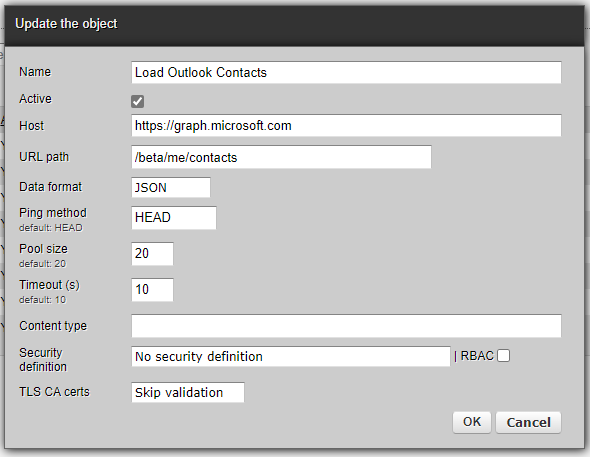 Update the object
Name Load Outlook Contacts
Active
Host https://graph.microsoft.com
URL path /beta/me/contacts
Data format JSON
Ping method HEAD
default: HEAD
Pool size 20
default: 20
Timeout (s) 10
default: 10
Content type
Security definition No security definition | RBAC
TLS CA certs Skip validation
OK Cancel